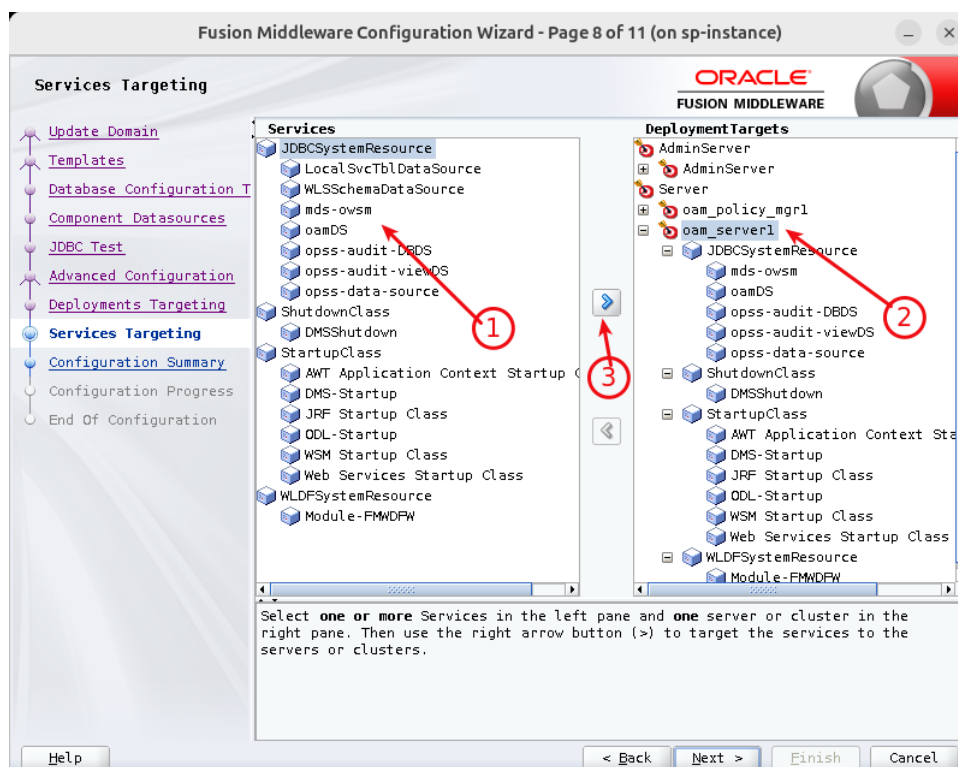 Fusion Middleware Configuration Wizard - Page 8 of 11 (on sp-instance)
Services Targeting
ORACLE
FUSION MIDDLEWARE
Update Domain
Templates
Database Configuration T
Component Datasources
JDBC Test
Advanced Configuration
Deployments Targeting
Services Targeting
Configuration Summary
Configuration Progress
End Of Configuration
Services
JDBCSystemResource
LocalSvcTblDataSource
WLSSchemaDataSource
mds-owsm
oamDS
opss-audit-DBDS
opss-audit-viewDS
opss-data-source
ShutdownClass
DMSShutdown
StartupClass
AWT Application Context Startup C
DMS-Startup
JRF Startup Class
ODL-Startup
WSM Startup Class
Web Services Startup Class
WLDFSystemResource
Module-FMWDFW
1
3
DeploymentTargets
AdminServer
AdminServer
Server
oam_policy_mgr1
oam_server1
JDBCSystemResource
mds-owsm
oamDS
opss-audit-DBDS
opss-audit-viewDS
opss-data-source
ShutdownClass
DMSShutdown
StartupClass
AWT Application Context Sta
DMS-Startup
JRF Startup Class
ODL-Startup
WSM Startup Class
Web Services Startup Class
WLDFSystemResource
Module-FMWDFW
2
Select one or more Services in the left pane and one server or cluster in the
right pane. Then use the right arrow button (>) to target the services to the
servers or clusters.
Help
< Back
Next >
Finish
Cancel